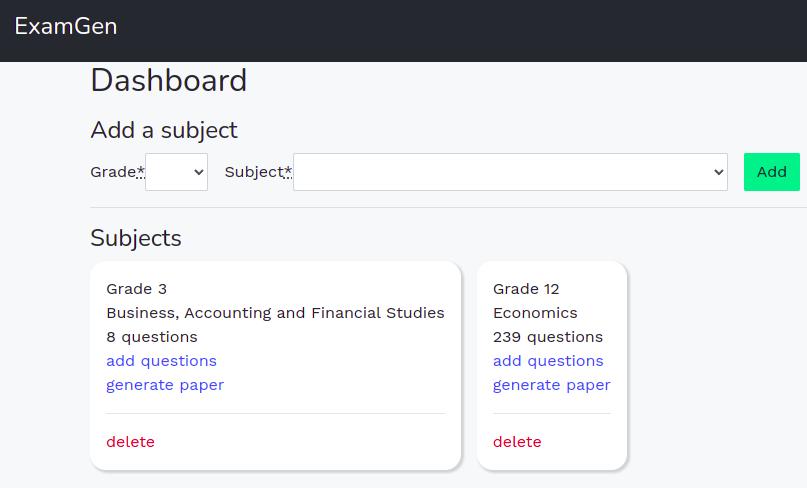 ExamGen
Dashboard
Add a subject
Grade* Subject* Add
Subjects
Grade 3
Business, Accounting and Financial Studies
8 questions
add questions
generate paper
delete
Grade 12
Economics
239 questions
add questions
generate paper
delete